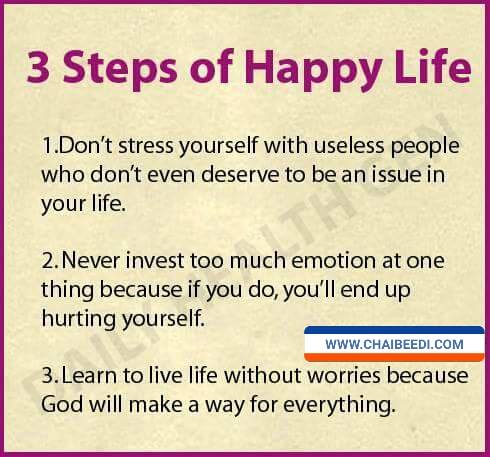 3 Steps of Happy Life
1.Don't stress yourself with useless people
who don't even deserve to be an issue in
your life.
2. Never invest too much emotion at one
thing because if you do, you'll end up
hurting yourself.
WWW.CHAIBEEDI.COM
3. Learn to live life without worries because
God will make a way for everything.
DAILY HEALTH GEN